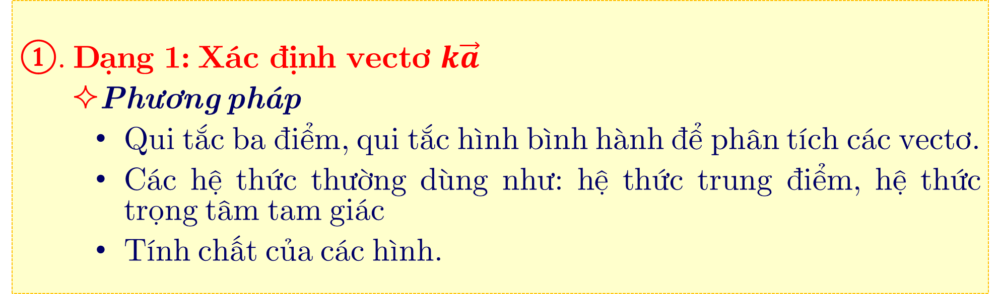 ①. Dạng 1: Xác định vectơ $k\vec{a}$
✧Phương pháp
• Qui tắc ba điểm, qui tắc hình bình hành để phân tích các vectơ.
• Các hệ thức thường dùng như: hệ thức trung điểm, hệ thức
trọng tâm tam giác
• Tính chất của các hình.